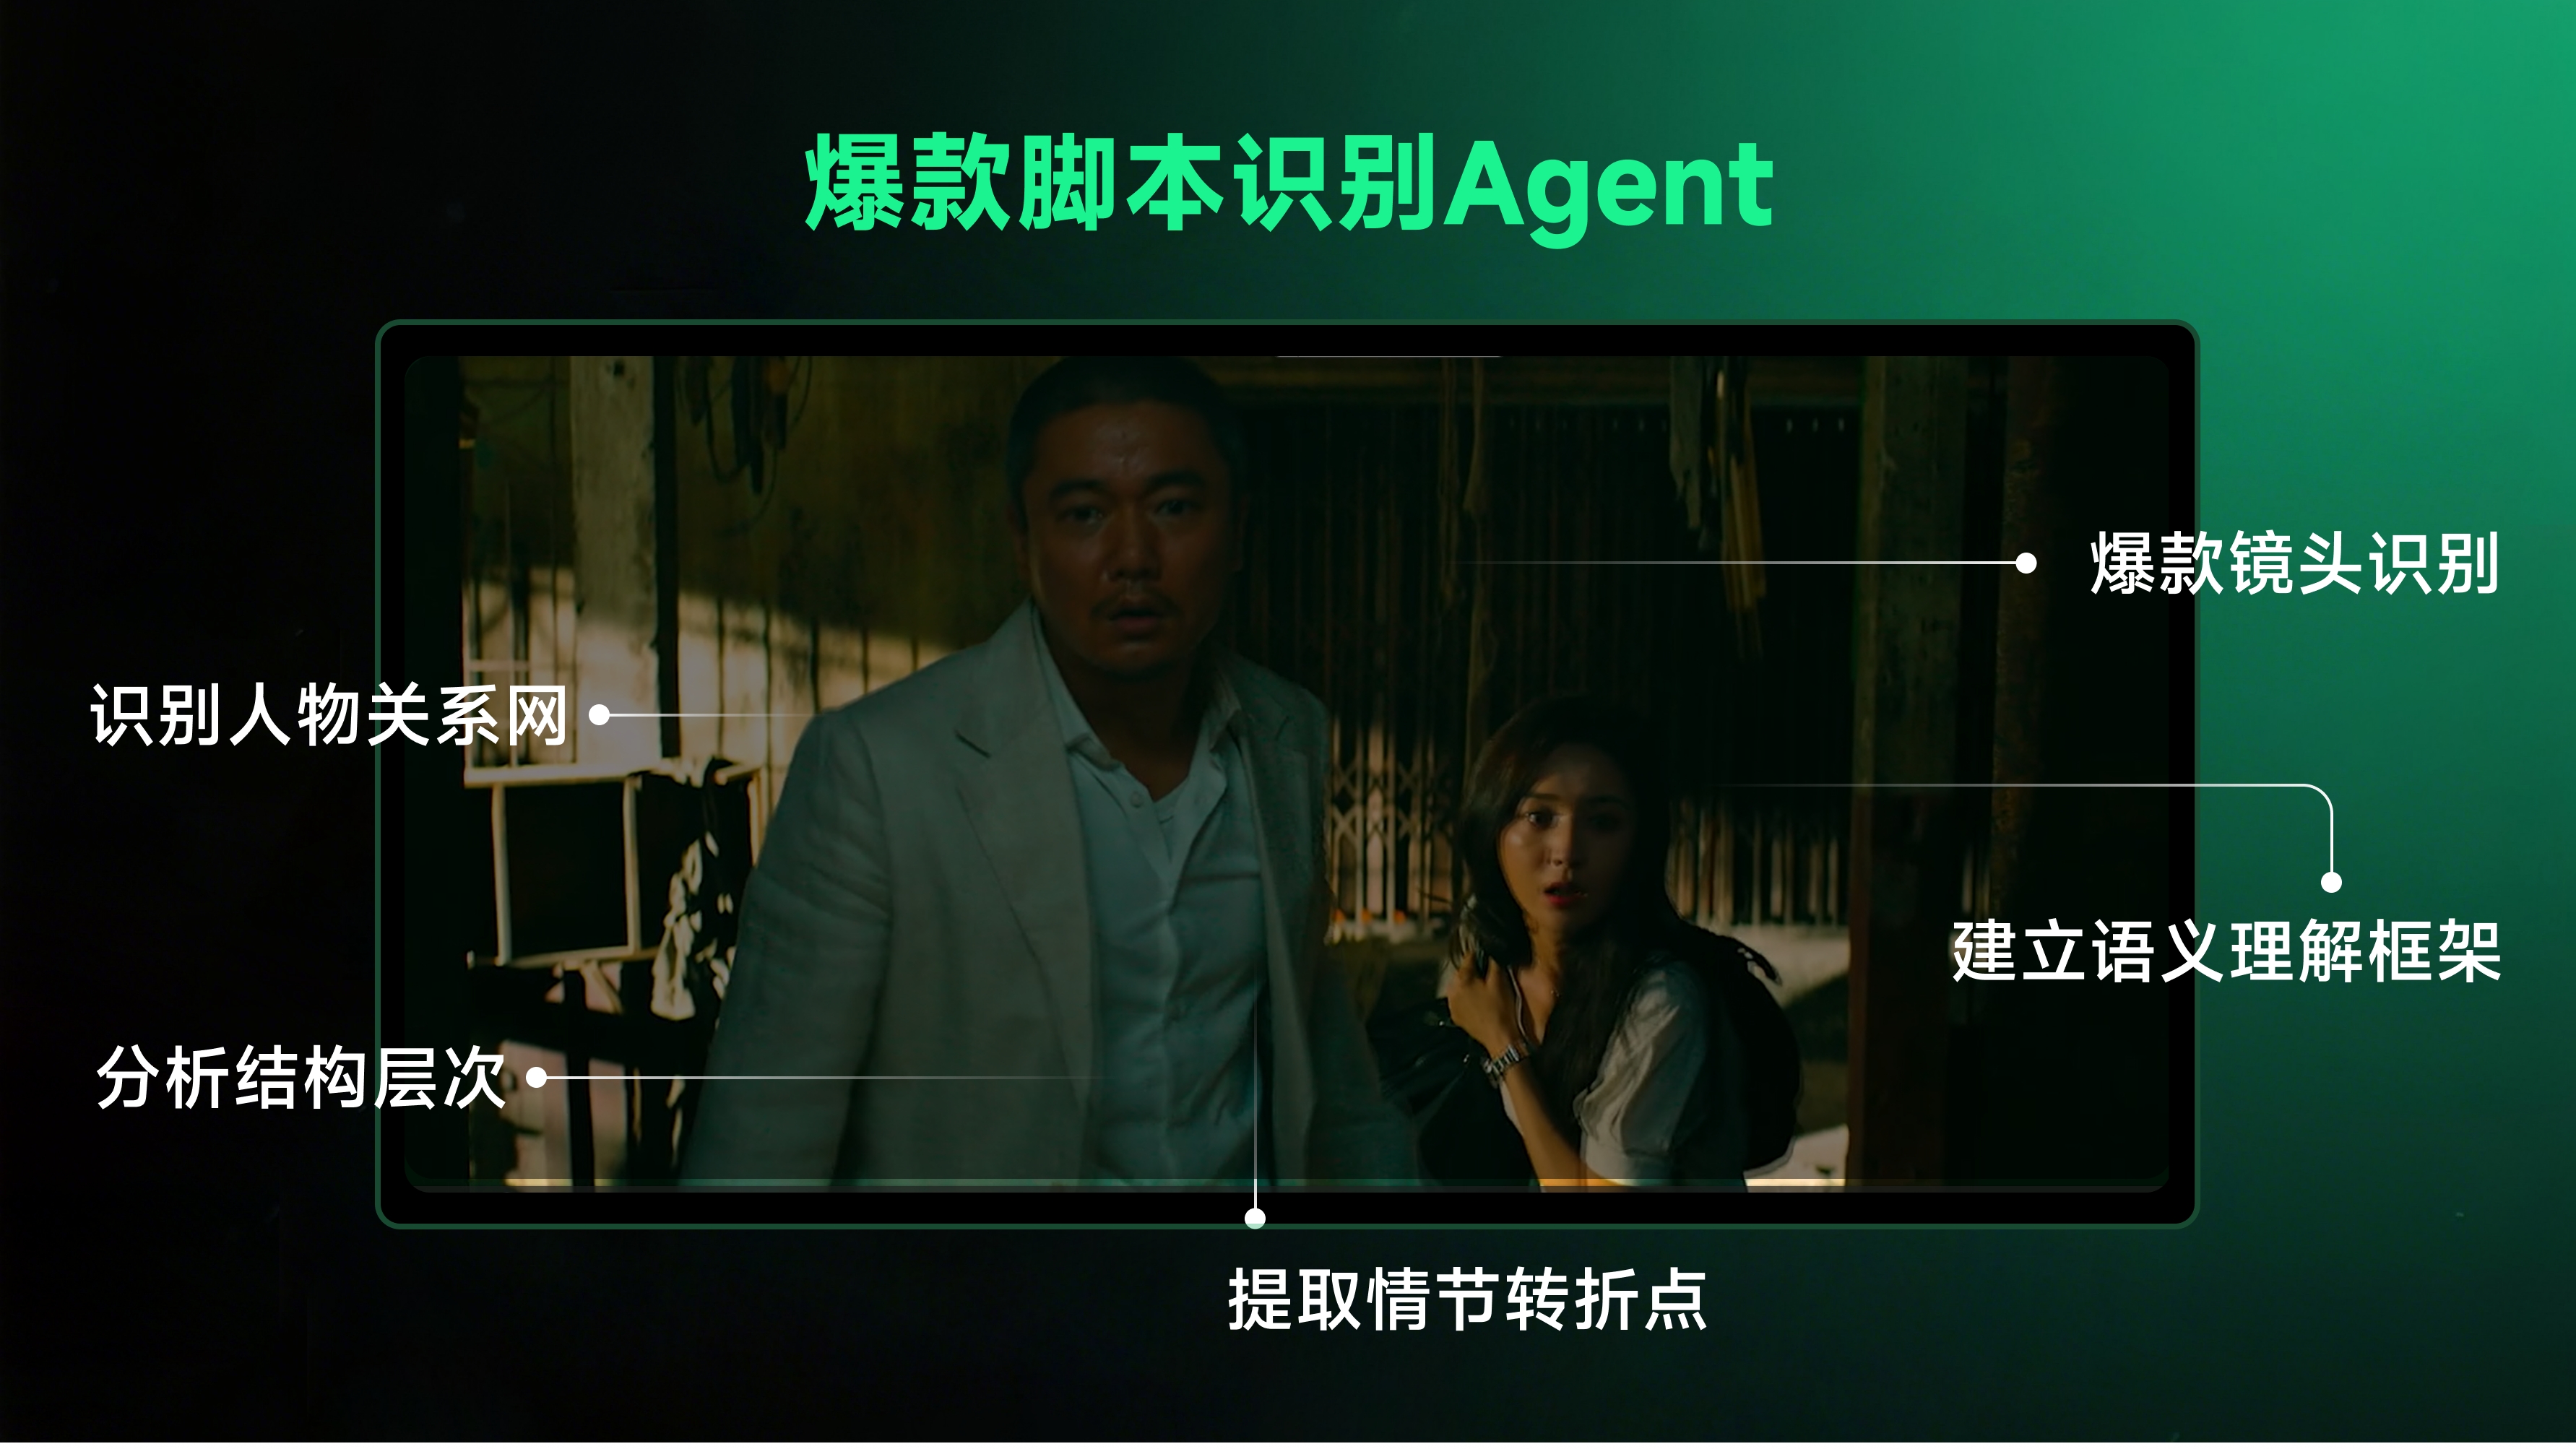 爆款脚本识别Agent
爆款镜头识别
识别人物关系网
建立语义理解框架
分析结构层次
提取情节转折点